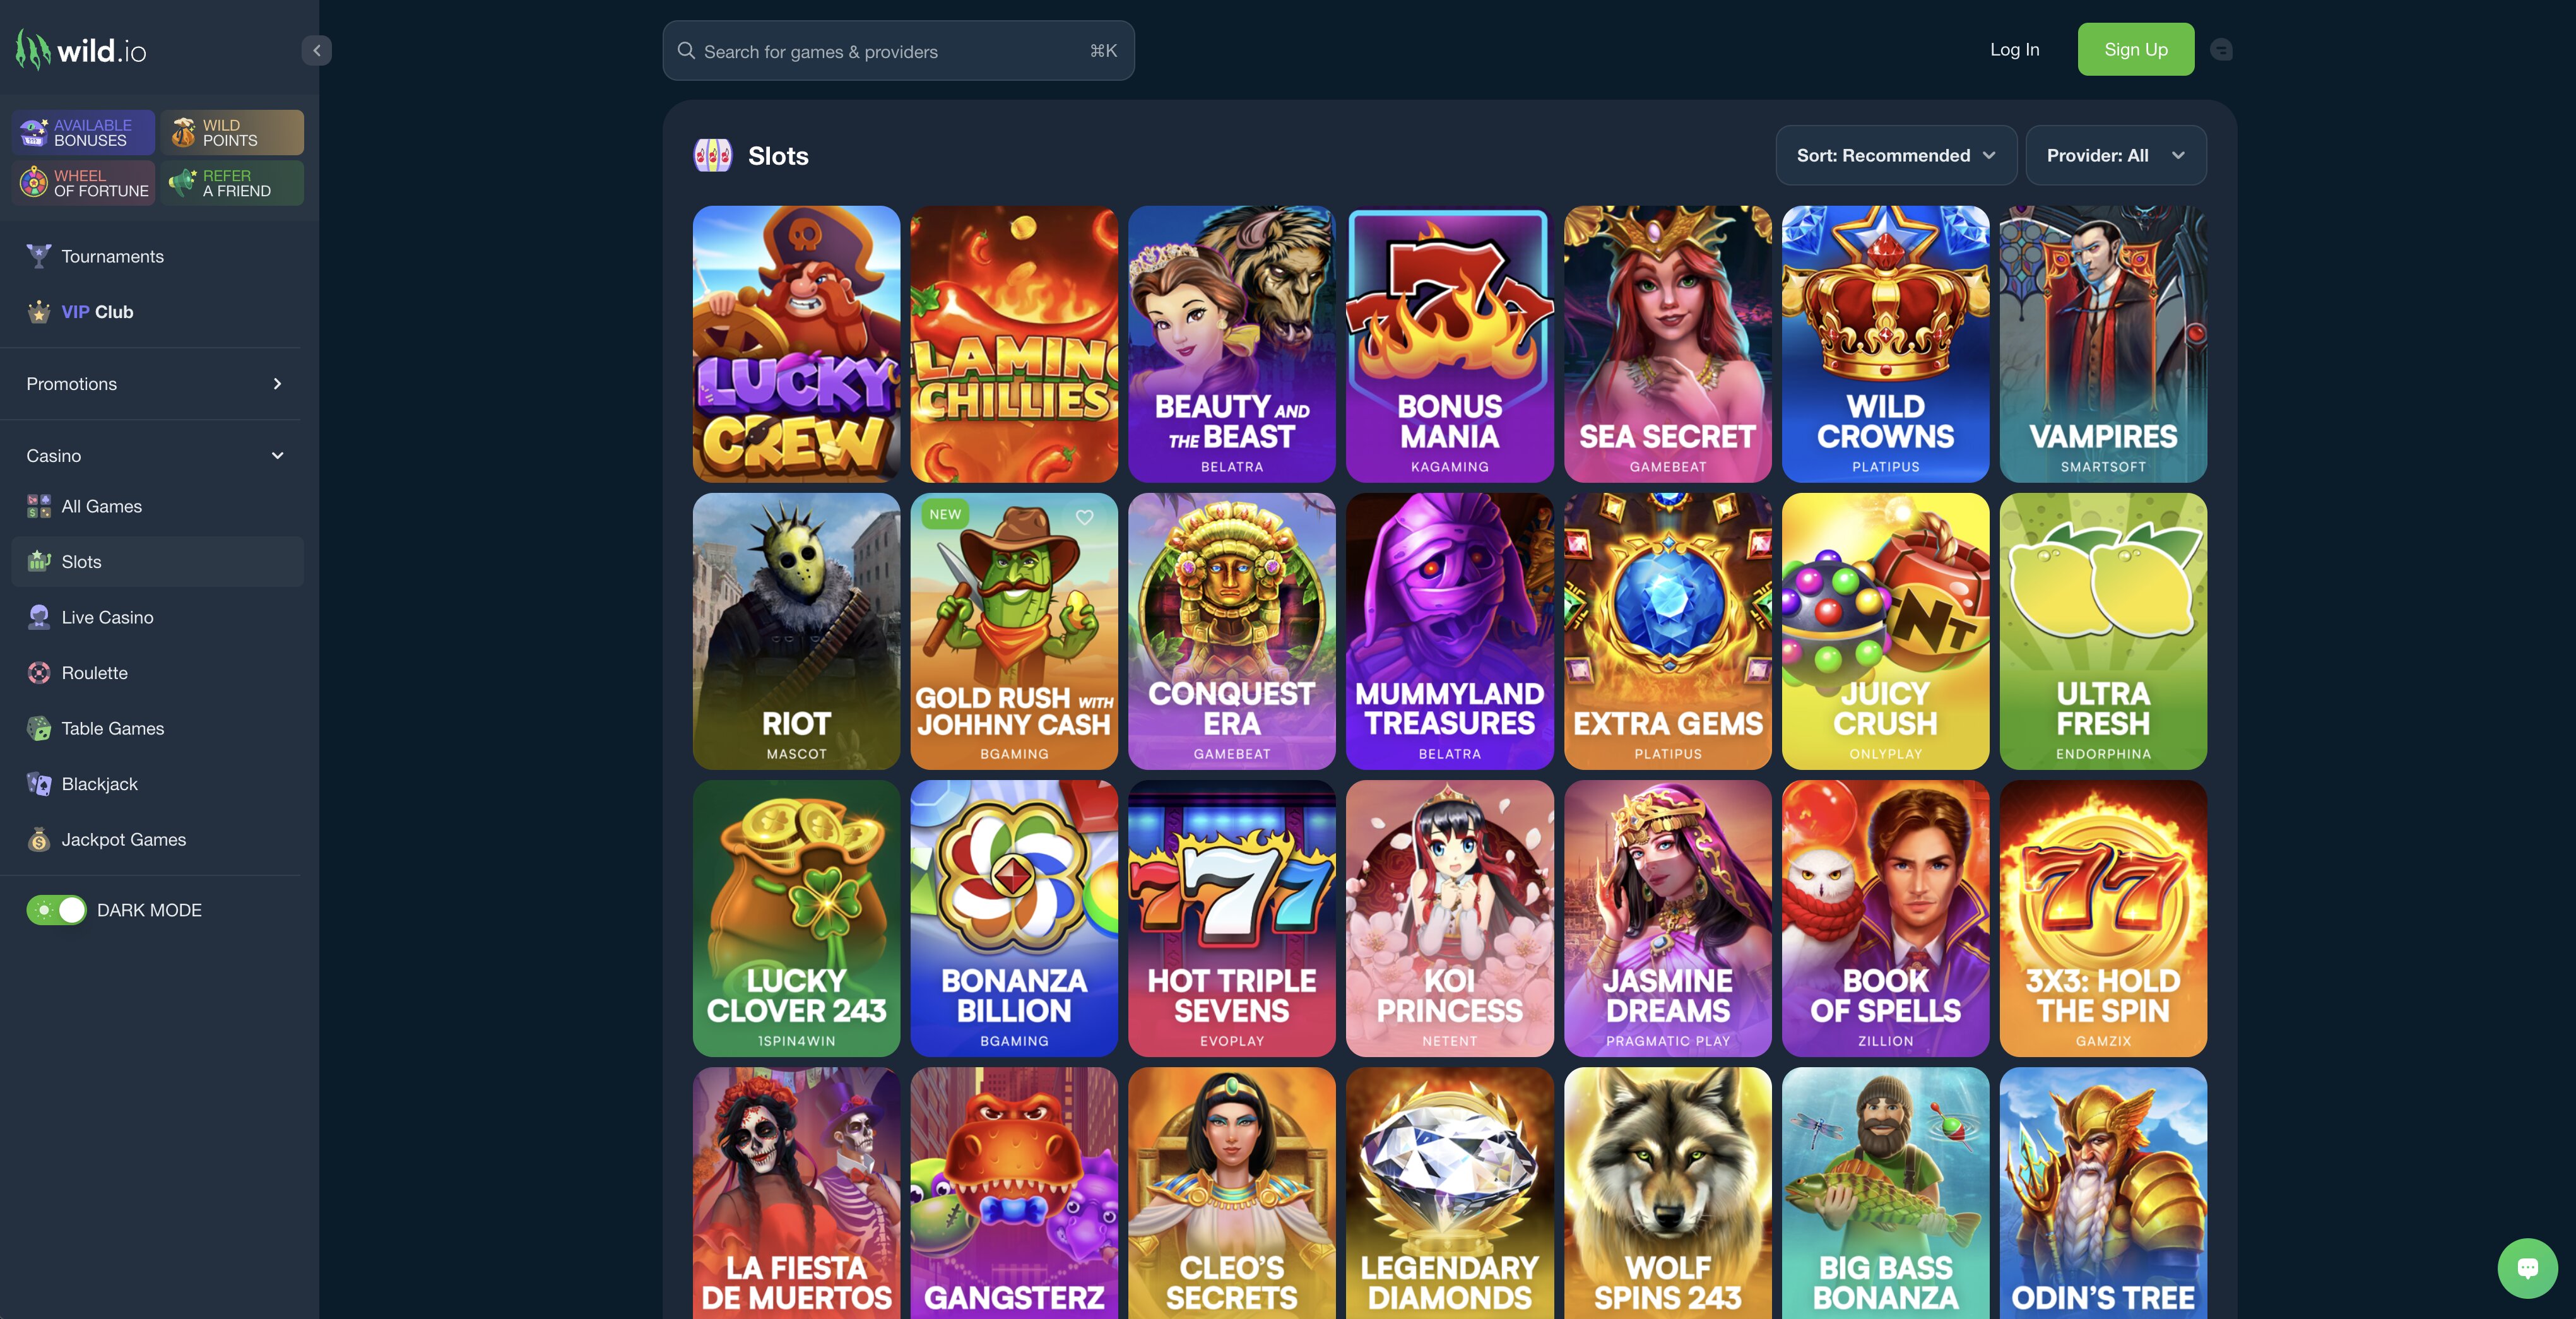 wild.io
Search for games & providers
⌘K
Log In
Sign Up
AVAILABLE
BONUSES
WILD
POINTS
WHEEL
OF FORTUNE
REFER
A FRIEND
Tournaments
VIP Club
Promotions
Casino
All Games
Slots
Live Casino
Roulette
Table Games
Blackjack
Jackpot Games
DARK MODE
Slots
Sort: Recommended
Provider: All
LUCKY
CREW
FLAMING
CHILLIES
BEAUTY AND
THE BEAST
BELATRA
777
BONUS
MANIA
KAGAMING
SEA SECRET
GAMEBEAT
WILD
CROWNS
PLATIPUS
VAMPIRES
SMARTSOFT
RIOT
MASCOT
NEW
GOLD RUSH WITH
JOHHNY CASH
BGAMING
CONQUEST
ERA
GAMEBEAT
MUMMYLAND
TREASURES
BELATRA
EXTRA GEMS
PLATIPUS
TNT
JUICY
CRUSH
ONLYPLAY
ULTRA
FRESH
ENDORPHINA
LUCKY
CLOVER 243
1SPIN4WIN
BONANZA
BILLION
BGAMING
777
HOT TRIPLE
SEVENS
EVOPLAY
KOI
PRINCESS
NETENT
JASMINE
DREAMS
PRAGMATIC PLAY
BOOK
OF SPELLS
ZILLION
77
3X3: HOLD
THE SPIN
GAMZIX
LA FIESTA
DE MUERTOS
GANGSTERZ
CLEO'S
SECRETS
LEGENDARY
DIAMONDS
WOLF
SPINS 243
BIG BASS
BONANZA
ODIN'S TREE